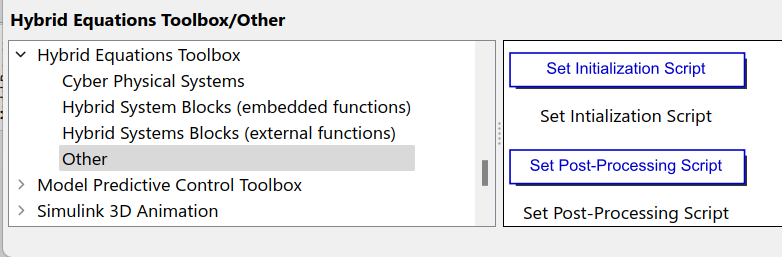 Hybrid Equations Toolbox/Other
Hybrid Equations Toolbox
Cyber Physical Systems
Hybrid System Blocks (embedded functions)
Hybrid Systems Blocks (external functions)
Other
Model Predictive Control Toolbox
Simulink 3D Animation
Set Initialization Script
Set Intialization Script
Set Post-Processing Script
Set Post-Processing Script